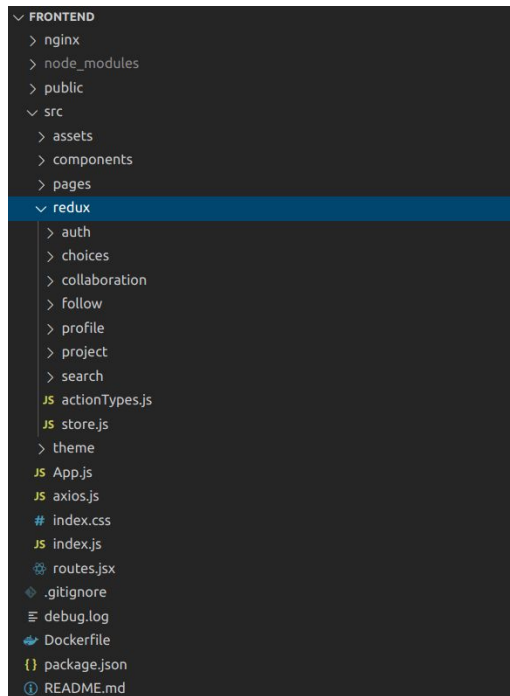 FRONTEND
nginx
node_modules
public
src
assets
components
pages
redux
auth
choices
collaboration
follow
profile
project
search
JS actionTypes.js
JS store.js
theme
JS App.js
JS axios.js
# index.css
JS index.js
routes.jsx
.gitignore
debug.log
Dockerfile
{} package.json
README.md